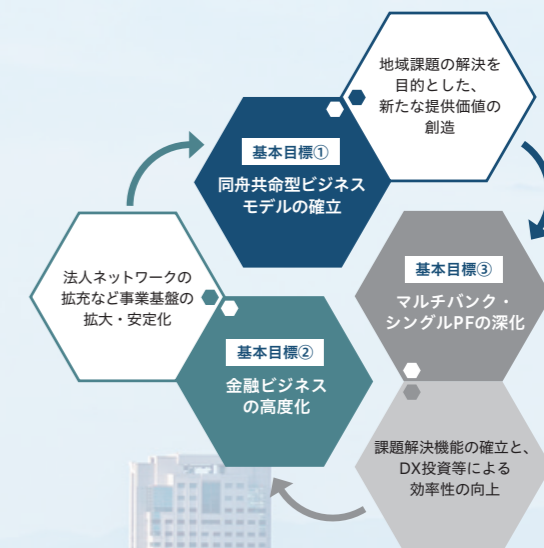 地域課題の解決を
目的とした、
新たな提供価値の
創造
基本目標①
同舟共命型ビジネス
モデルの確立
法人ネットワークの
拡充など事業基盤の
拡大・安定化
基本目標②
金融ビジネス
の高度化
基本目標③
マルチバンク・
シングルPFの深化
課題解決機能の確立と、
DX投資等による
効率性の向上